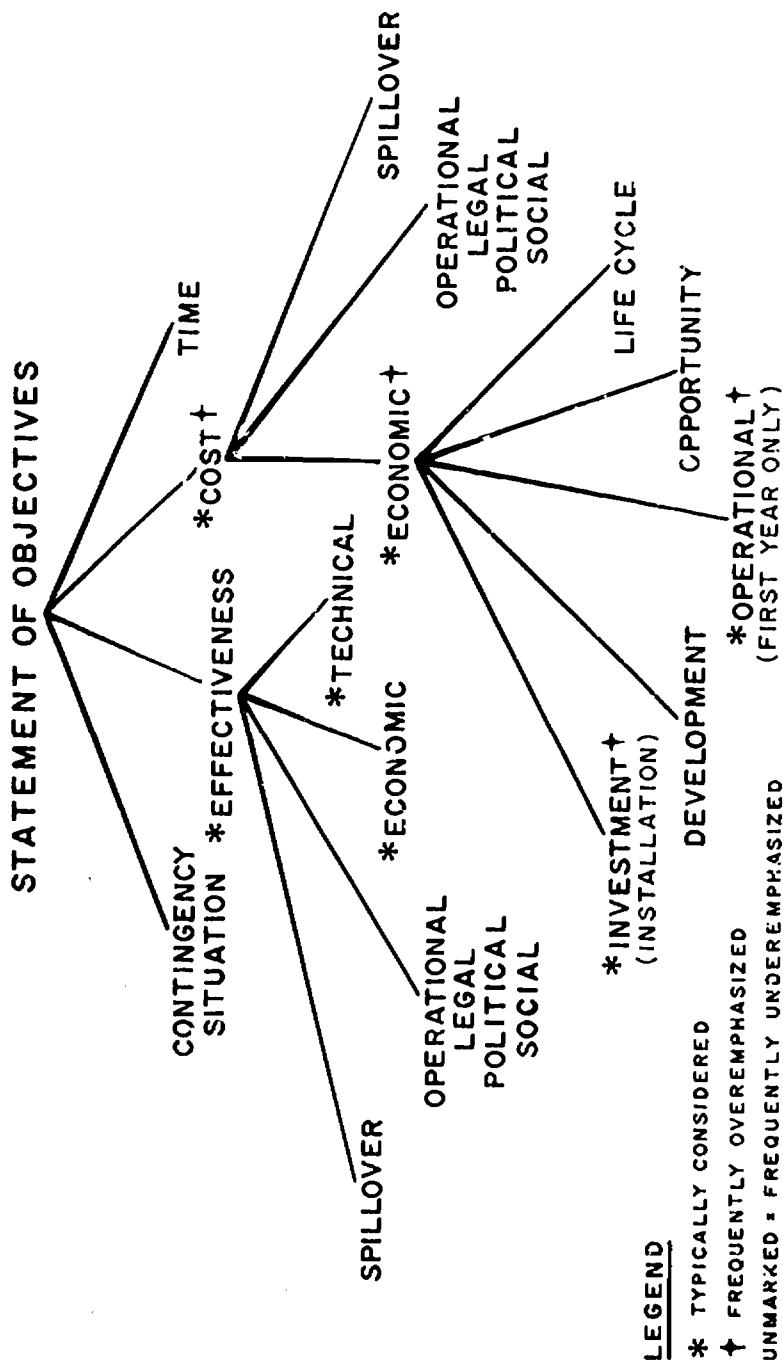 STATEMENT OF OBJECTIVES
CONTINGENCY
SITUATION
*EFFECTIVENESS
*COST†
TIME
SPILLOVER
OPERATIONAL
LEGAL
POLITICAL
SOCIAL
*ECONOMIC
*TECHNICAL
*ECONOMIC†
OPERATIONAL
LEGAL
POLITICAL
SOCIAL
SPILLOVER
*INVESTMENT†
(INSTALLATION)
DEVELOPMENT
*OPERATIONAL†
(FIRST YEAR ONLY)
CPPORTUNITY
LIFE CYCLE
LEGEND
* TYPICALLY CONSIDERED
† FREQUENTLY OVEREMPHASIZED
UNMARKED = FREQUENTLY UNDEREMPHASIZED